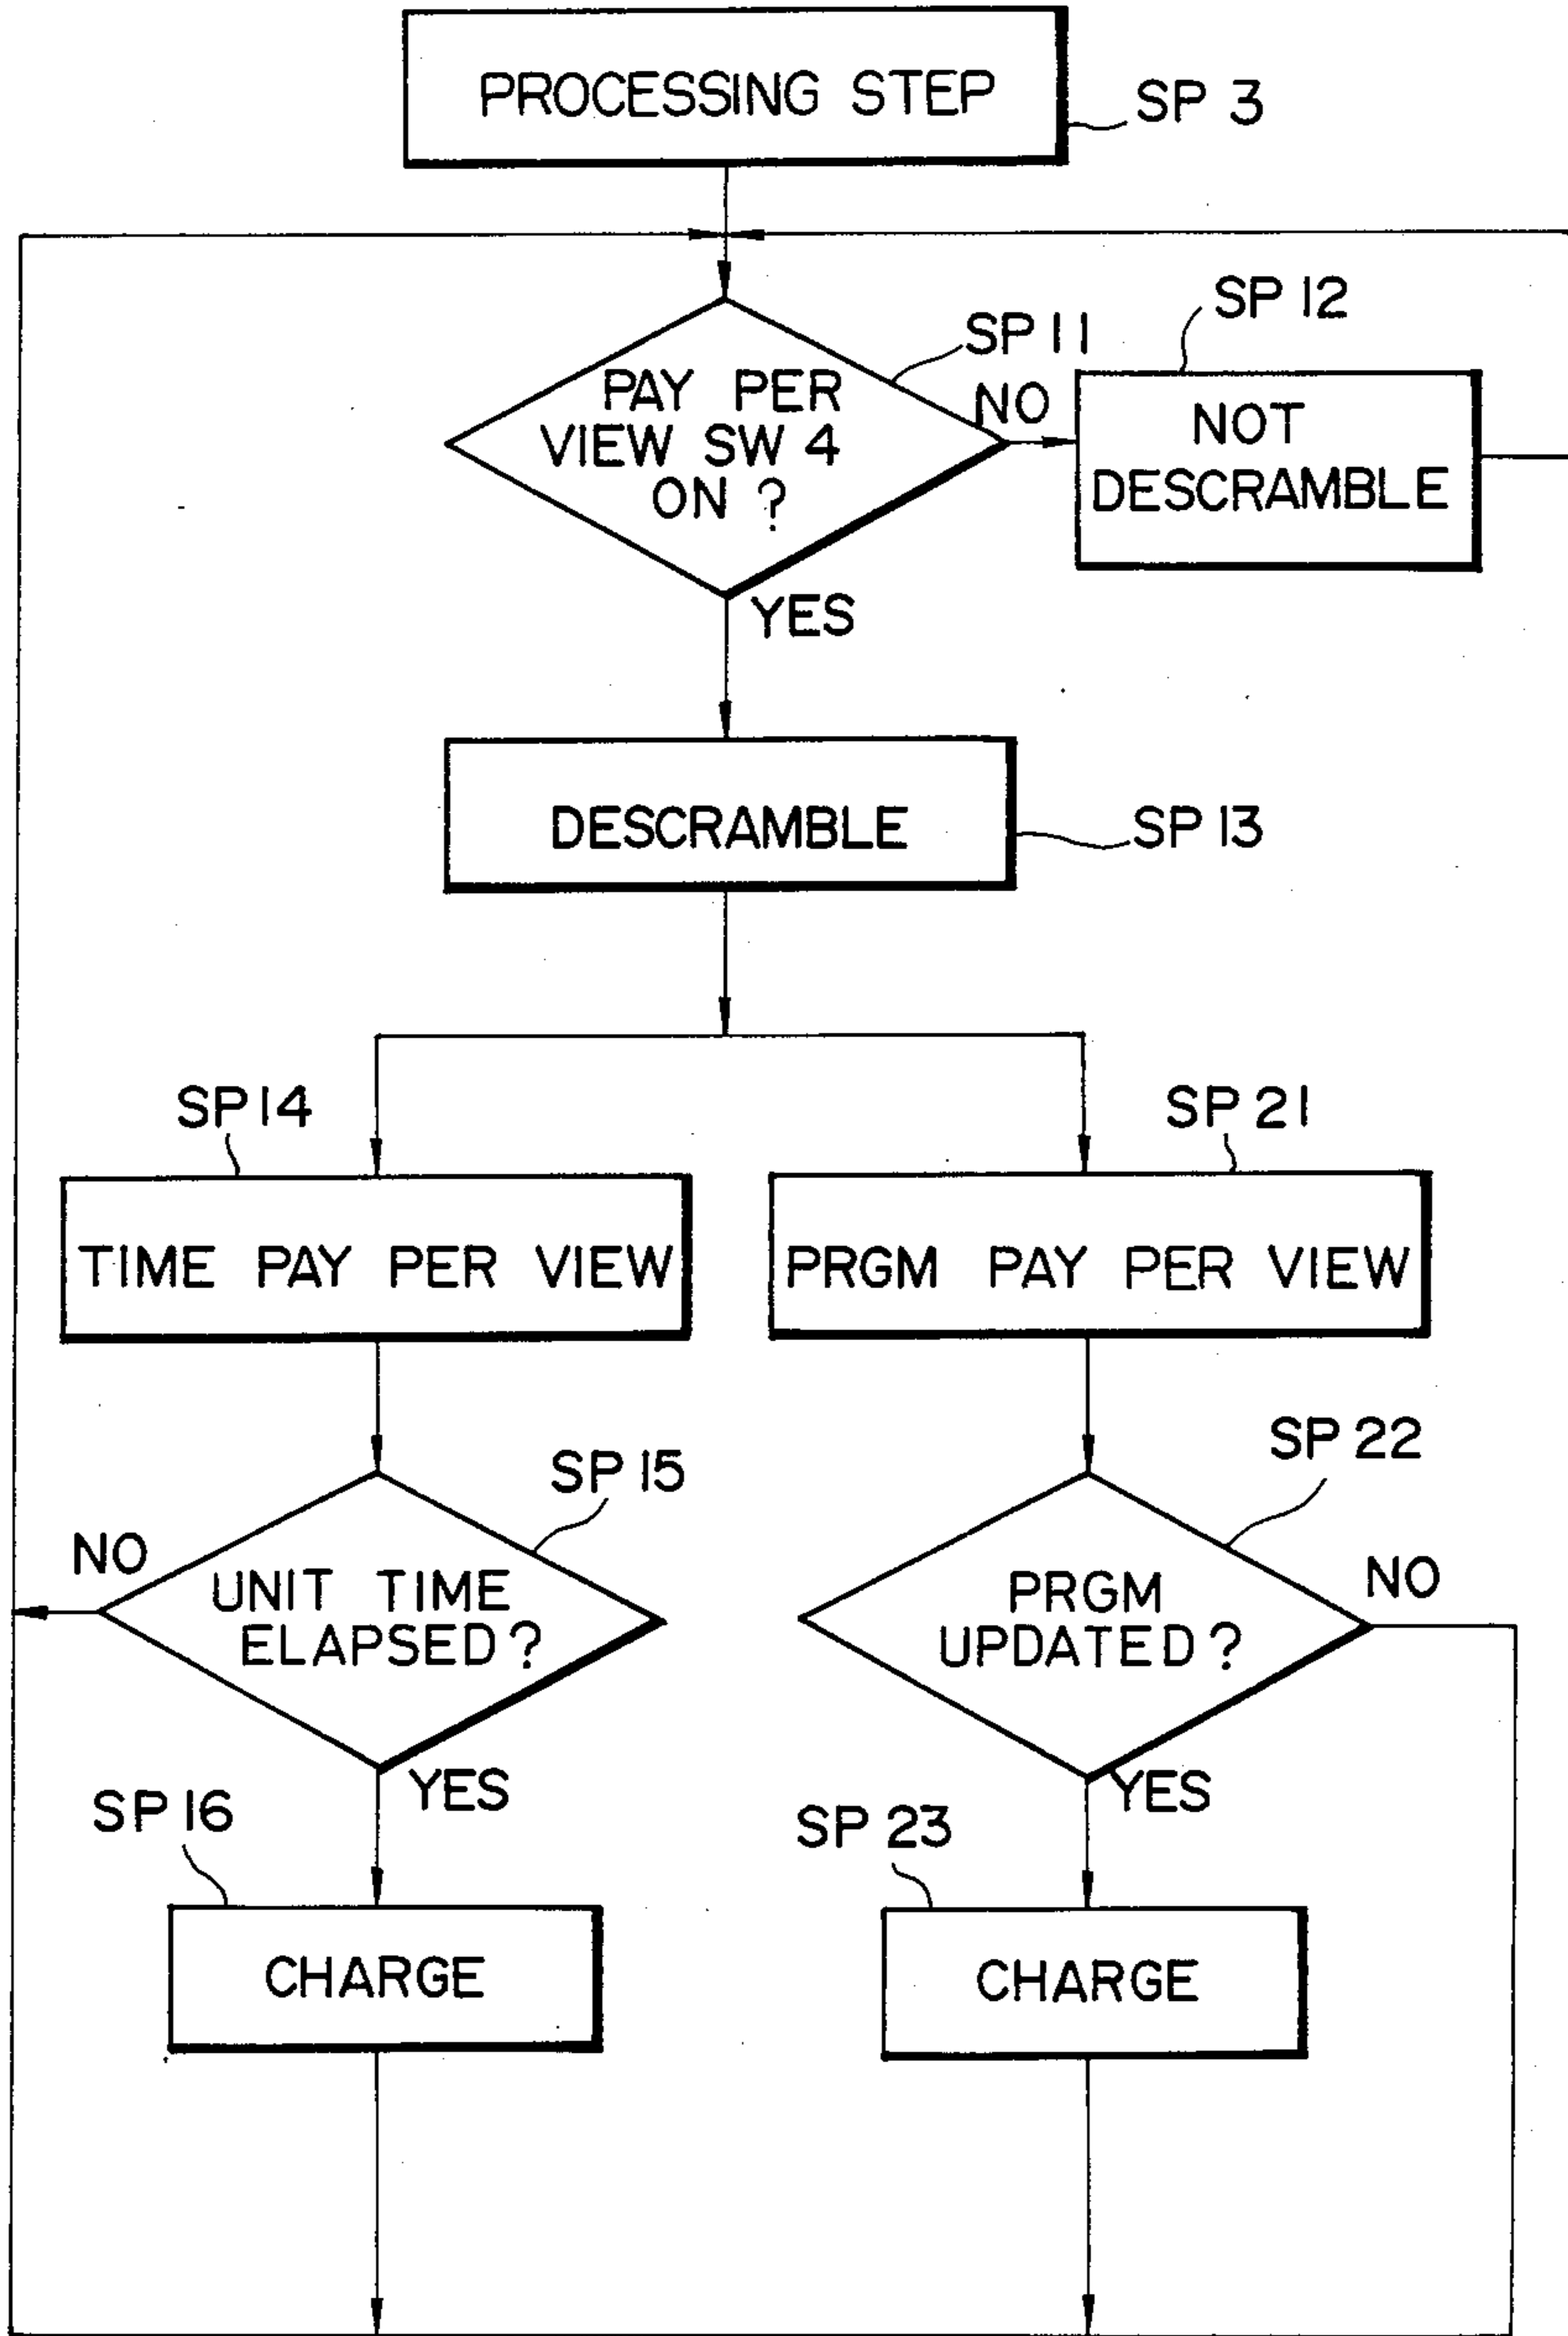 PROCESSING STEP
SP 3
SP 11
SP 12
PAY PER
VIEW SW 4
ON ?
NO
NOT
DESCRAMBLE
YES
DESCRAMBLE
SP 13
SP 14
SP 21
TIME PAY PER VIEW
PRGM PAY PER VIEW
SP 15
SP 22
NO
UNIT TIME
ELAPSED ?
PRGM
UPDATED ?
NO
YES
YES
SP 16
SP 23
CHARGE
CHARGE